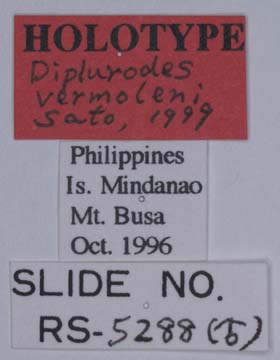 HOLOTYPE
Diplurodes
vermoleni
Sato, 1999
Philippines
Is. Mindanao
Mt. Busa
Oct. 1996
SLIDE NO.
RS-5288(♂)